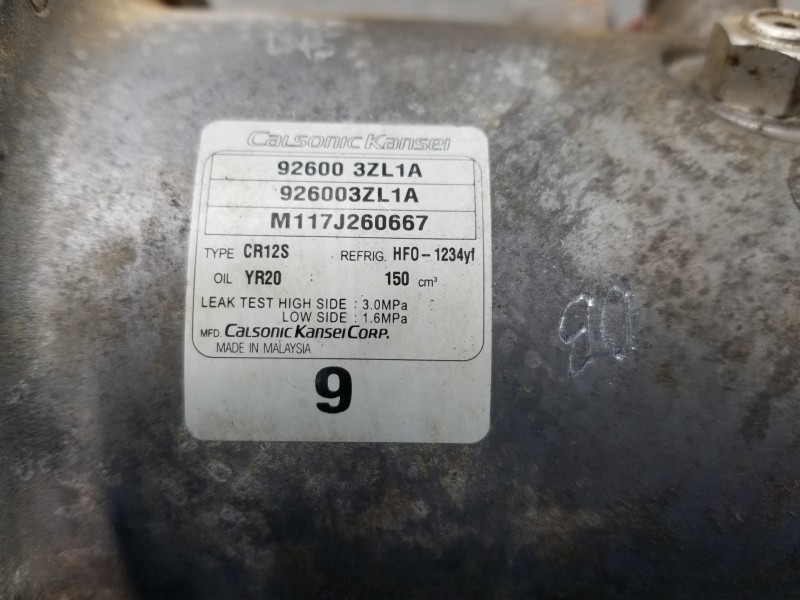 Calsonic Kansei
92600 3ZL1A
926003ZL1A
M117J260667
TYPE CR12S REFRIG. HFO-1234yf
OIL YR20 150 cm³
LEAK TEST HIGH SIDE : 3.0MPa
LOW SIDE : 1.6MPa
MFD. Calsonic Kansei Corp.
MADE IN MALAYSIA
9